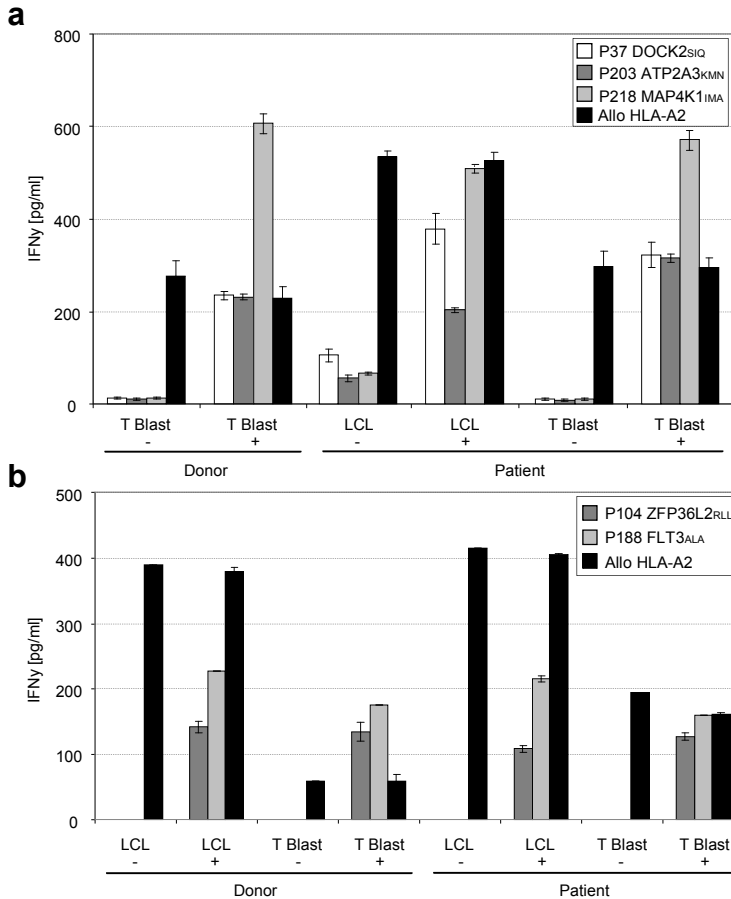 a
800
600
400
200
0
IFNy [pg/ml]
P37 DOCK2SIQ
P203 ATP2A3KMN
P218 MAP4K1IMA
Allo HLA-A2
T Blast T Blast LCL LCL T Blast T Blast
- + - + - +
Donor Patient
b
500
400
300
200
100
0
IFNy [pg/ml]
P104 ZFP36L2RLL
P188 FLT3ALA
Allo HLA-A2
LCL LCL T Blast T Blast LCL LCL T Blast T Blast
- + - + - + - +
Donor Patient